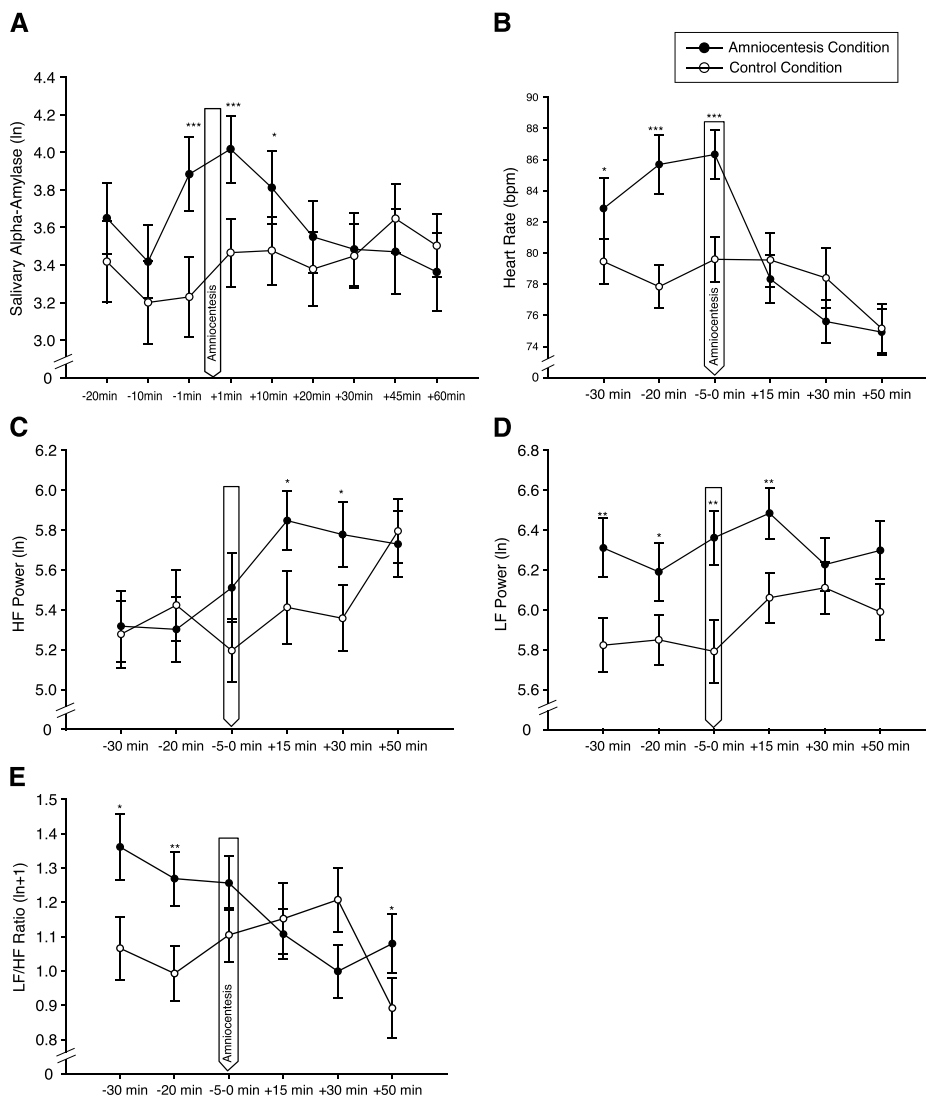 A
B
Amniocentesis Condition
Control Condition
Salivary Alpha-Amylase (ln)
4.4
4.2
4.0
3.8
3.6
3.4
3.2
3.0
0
***
***
*
Amniocentesis
-20min -10min -1min +1min +10min +20min +30min +45min +60min
Heart Rate (bpm)
90
88
86
84
82
80
78
76
74
0
*
***
***
Amniocentesis
-30 min -20 min -5-0 min +15 min +30 min +50 min
C
D
HF Power (ln)
6.2
6.0
5.8
5.6
5.4
5.2
5.0
0
*
*
-30 min -20 min -5-0 min +15 min +30 min +50 min
LF Power (ln)
6.8
6.6
6.4
6.2
6.0
5.8
5.6
0
**
*
**
**
-30 min -20 min -5-0 min +15 min +30 min +50 min
E
LF/HF Ratio (ln+1)
1.5
1.4
1.3
1.2
1.1
1.0
0.9
0.8
0
*
**
*
Amniocentesis
-30 min -20 min -5-0 min +15 min +30 min +50 min